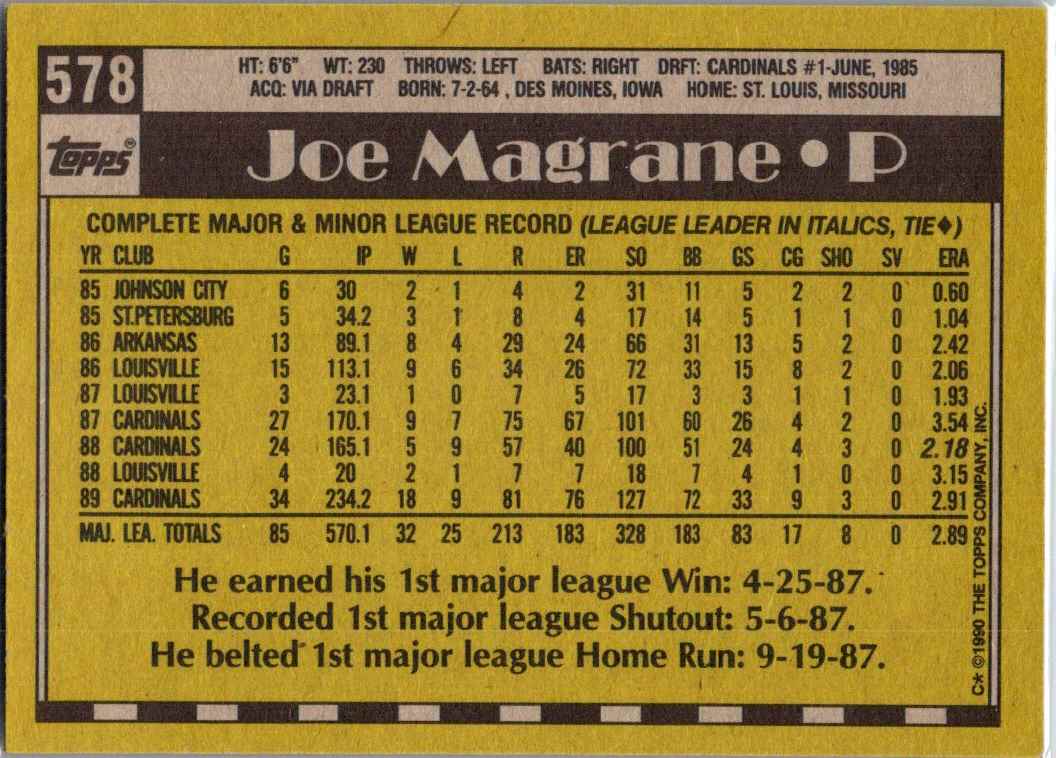 578
HT: 6'6" WT: 230 THROWS: LEFT BATS: RIGHT DRFT: CARDINALS #1-JUNE, 1985
ACQ: VIA DRAFT BORN: 7-2-64 , DES MOINES, IOWA HOME: ST. LOUIS, MISSOURI
Topps®
Joe Magrane • P
COMPLETE MAJOR & MINOR LEAGUE RECORD (LEAGUE LEADER IN ITALICS, TIE♦)
YR CLUB G IP W L R ER SO BB GS CG SHO SV ERA
85 JOHNSON CITY 6 30 2 1 4 2 31 11 5 2 2 0 0.60
85 ST.PETERSBURG 5 34.2 3 1 8 4 17 14 5 1 1 0 1.04
86 ARKANSAS 13 89.1 8 4 29 24 66 31 13 5 2 0 2.42
86 LOUISVILLE 15 113.1 9 6 34 26 72 33 15 8 2 0 2.06
87 LOUISVILLE 3 23.1 1 0 7 5 17 3 3 1 1 0 1.93
87 CARDINALS 27 170.1 9 7 75 67 101 60 26 4 2 0 3.54
88 CARDINALS 24 165.1 5 9 57 40 100 51 24 4 3 0 2.18
88 LOUISVILLE 4 20 2 1 7 7 18 7 4 1 0 0 3.15
89 CARDINALS 34 234.2 18 9 81 76 127 72 33 9 3 0 2.91
MAJ. LEA. TOTALS 85 570.1 32 25 213 183 328 183 83 17 8 0 2.89
He earned his 1st major league Win: 4-25-87.
Recorded 1st major league Shutout: 5-6-87.
He belted 1st major league Home Run: 9-19-87.
C* ©1990 THE TOPPS COMPANY, INC.